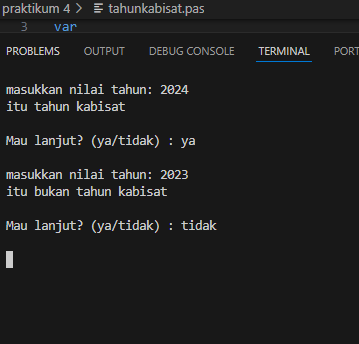 praktikum 4 > tahunkabisat.pas
3 var
PROBLEMS OUTPUT DEBUG CONSOLE TERMINAL PORT
masukkan nilai tahun: 2024
itu tahun kabisat
Mau lanjut? (ya/tidak) : ya
masukkan nilai tahun: 2023
itu bukan tahun kabisat
Mau lanjut? (ya/tidak) : tidak